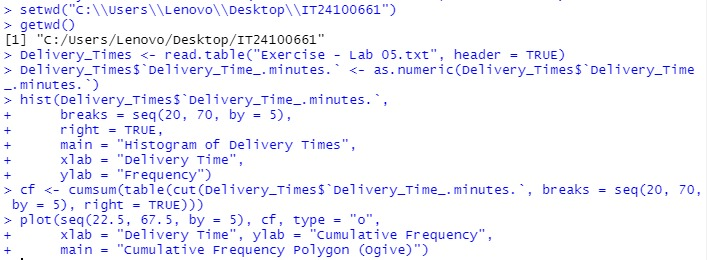 > setwd("C:\\Users\\Lenovo\\Desktop\\IT24100661")
> getwd()
[1] "C:/Users/Lenovo/Desktop/IT24100661"
> Delivery_Times <- read.table("Exercise - Lab 05.txt", header = TRUE)
> Delivery_Times$`Delivery_Time_.minutes.` <- as.numeric(Delivery_Times$`Delivery_Time
_.minutes.`)
> hist(Delivery_Times$`Delivery_Time_.minutes.`,
+      breaks = seq(20, 70, by = 5),
+      right = TRUE,
+      main = "Histogram of Delivery Times",
+      xlab = "Delivery Time",
+      ylab = "Frequency")
> cf <- cumsum(table(cut(Delivery_Times$`Delivery_Time_.minutes.`, breaks = seq(20, 70,
 by = 5), right = TRUE)))
> plot(seq(22.5, 67.5, by = 5), cf, type = "o",
+      xlab = "Delivery Time", ylab = "Cumulative Frequency",
+      main = "Cumulative Frequency Polygon (Ogive)")